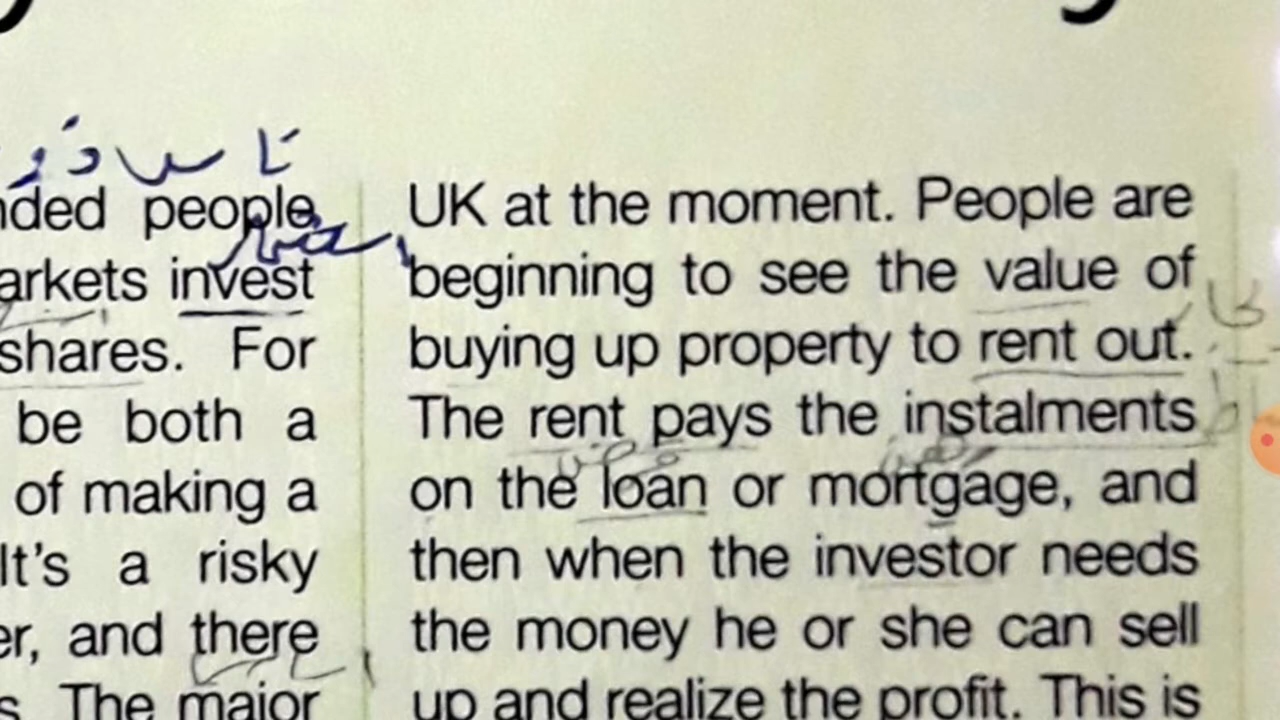 people
invest
shares. For
be both a
of making a
It's a risky
and there
The major
UK at the moment. People are
beginning to see the value of
buying up property to rent out.
The rent pays the instalments
on the loan or mortgage, and
then when the investor needs
the money he or she can sell
up and realize the profit. This is